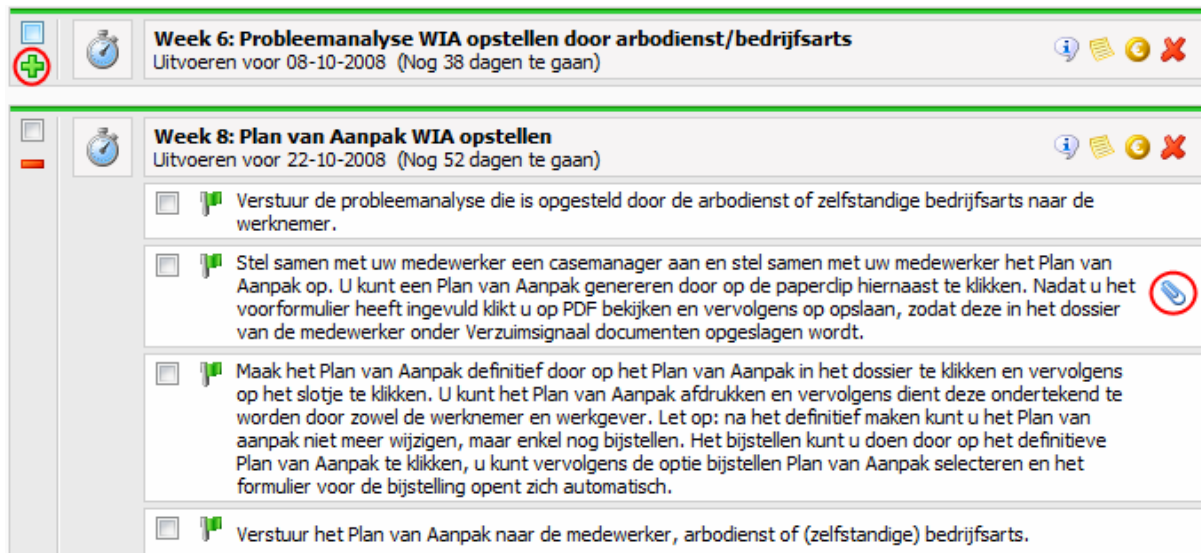 Week 6: Probleemanalyse WIA opstellen door arbodienst/bedrijfsarts
Uitvoeren voor 08-10-2008 (Nog 38 dagen te gaan)
Week 8: Plan van Aanpak WIA opstellen
Uitvoeren voor 22-10-2008 (Nog 52 dagen te gaan)
Verstuur de probleemanalyse die is opgesteld door de arbodienst of zelfstandige bedrijfsarts naar de
werknemer.
Stel samen met uw medewerker een casemanager aan en stel samen met uw medewerker het Plan van
Aanpak op. U kunt een Plan van Aanpak genereren door op de paperclip hiernaast te klikken. Nadat u het
voorformulier heeft ingevuld klikt u op PDF bekijken en vervolgens op opslaan, zodat deze in het dossier
van de medewerker onder Verzuimsignaal documenten opgeslagen wordt.
Maak het Plan van Aanpak definitief door op het Plan van Aanpak in het dossier te klikken en vervolgens
op het slotje te klikken. U kunt het Plan van Aanpak afdrukken en vervolgens dient deze ondertekend te
worden door zowel de werknemer en werkgever. Let op: na het definitief maken kunt u het Plan van
aanpak niet meer wijzigen, maar enkel nog bijstellen. Het bijstellen kunt u doen door op het definitieve
Plan van Aanpak te klikken, u kunt vervolgens de optie bijstellen Plan van Aanpak selecteren en het
formulier voor de bijstelling opent zich automatisch.
Verstuur het Plan van Aanpak naar de medewerker, arbodienst of (zelfstandige) bedrijfsarts.